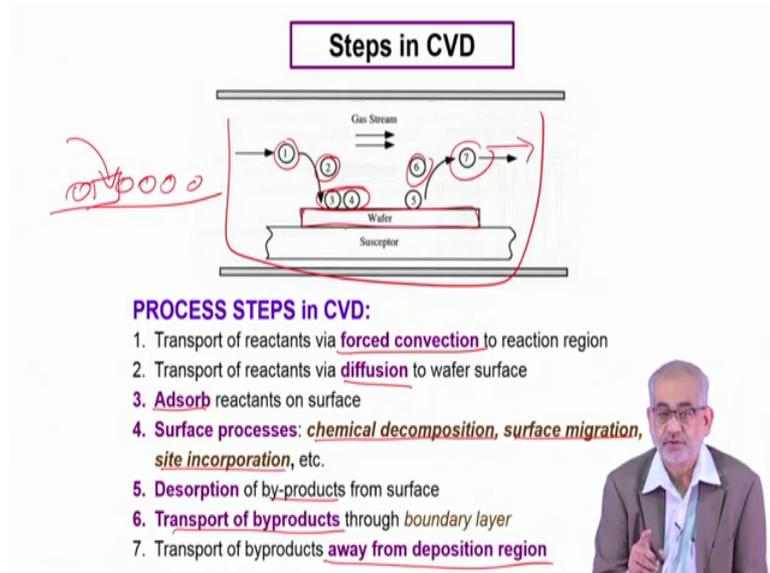 Steps in CVD
Gas Stream
1
2
6
7
3 4
5
Wafer
Susceptor
PROCESS STEPS in CVD:
1. Transport of reactants via forced convection to reaction region
2. Transport of reactants via diffusion to wafer surface
3. Adsorb reactants on surface
4. Surface processes: chemical decomposition, surface migration,
site incorporation, etc.
5. Desorption of by-products from surface
6. Transport of byproducts through boundary layer
7. Transport of byproducts away from deposition region